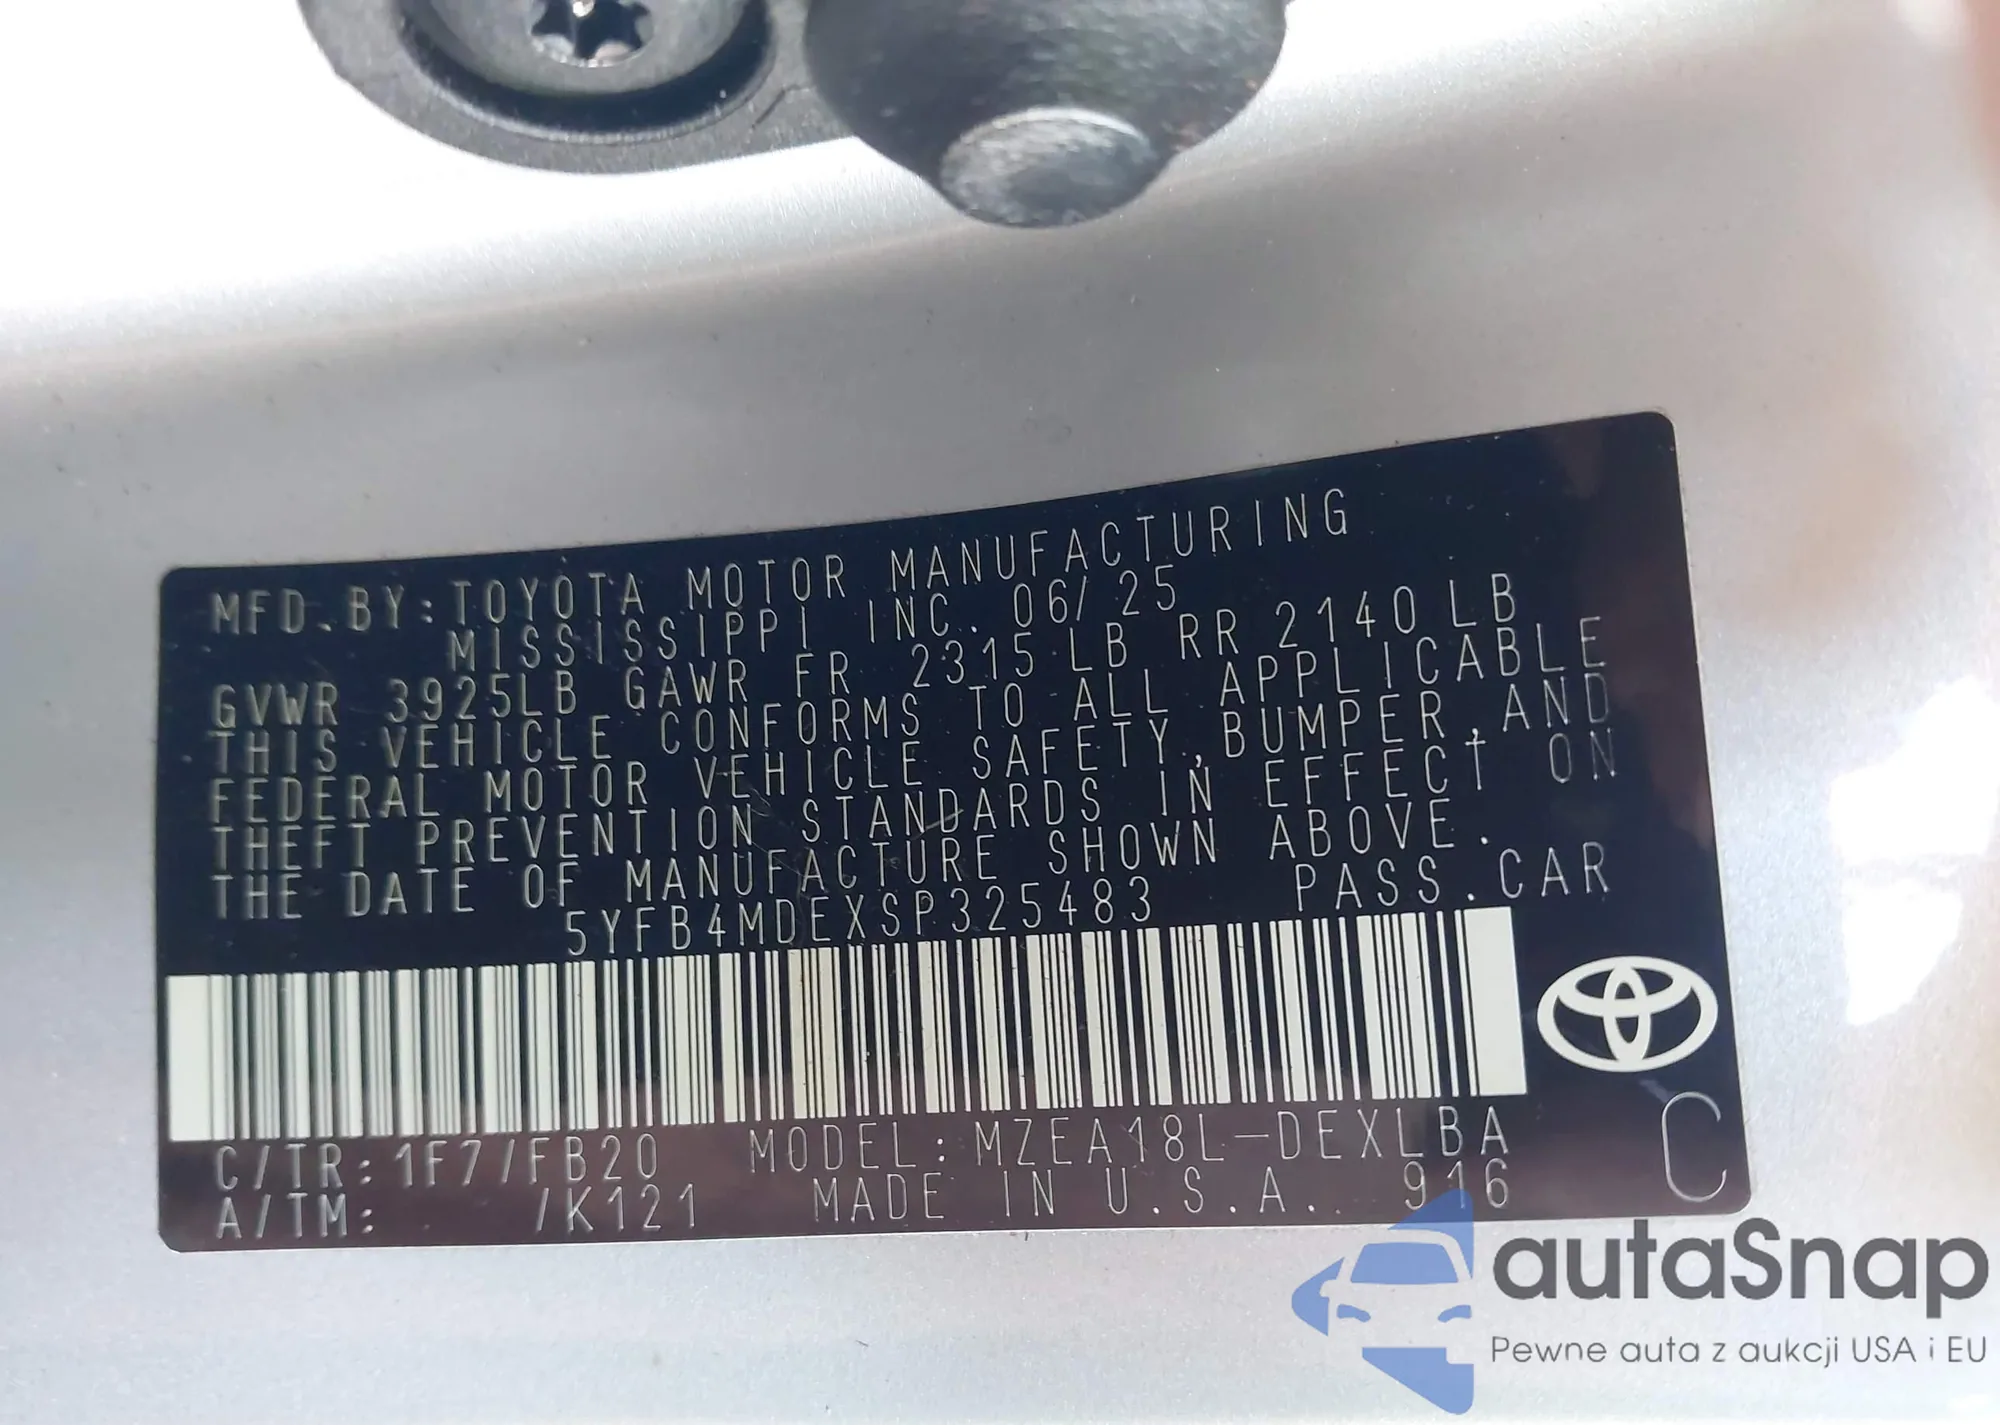 MFD.BY:TOYOTA MOTOR MANUFACTURING
MISSISSIPPI INC. 06/25
GVWR 3925LB GAWR FR 2315LB RR 2140LB
THIS VEHICLE CONFORMS TO ALL APPLICABLE
FEDERAL MOTOR VEHICLE SAFETY,BUMPER,AND
THEFT PREVENTION STANDARDS IN EFFECT ON
THE DATE OF MANUFACTURE SHOWN ABOVE.
5YFB4MDEXSP325483 PASS.CAR
C/TR:1F7/FB20 MODEL:MZEA18L-DEXLBA
A/TM: /K121 MADE IN U.S.A. 916
C
autaSnap
Pewne auta z aukcji USA i EU